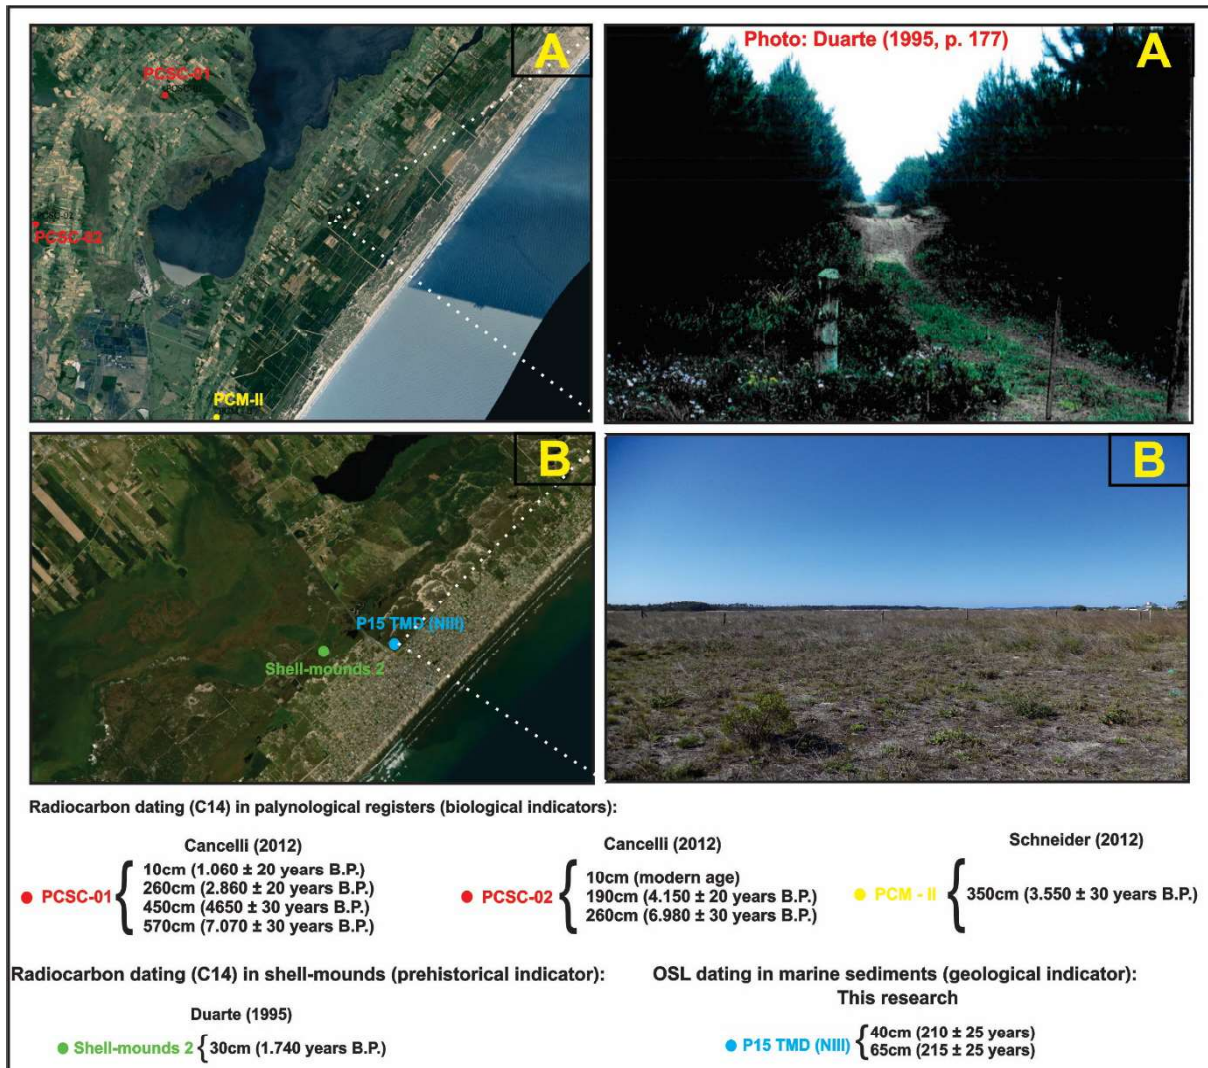 A
PCSC-01
PCSC-02
PCSC-02
PCM-II
Photo: Duarte (1995, p. 177)
A
B
P15 TMD (NIII)
Shell-mounds 2
B
Radiocarbon dating (C14) in palynological registers (biological indicators):
Cancelli (2012)
PCSC-01 { 10cm (1.060 ± 20 years B.P.)
260cm (2.860 ± 20 years B.P.)
450cm (4650 ± 30 years B.P.)
570cm (7.070 ± 30 years B.P.)
Cancelli (2012)
PCSC-02 { 10cm (modern age)
190cm (4.150 ± 20 years B.P.)
260cm (6.980 ± 30 years B.P.)
Schneider (2012)
PCM - II { 350cm (3.550 ± 30 years B.P.)
Radiocarbon dating (C14) in shell-mounds (prehistorical indicator):
Duarte (1995)
Shell-mounds 2 { 30cm (1.740 years B.P.)
OSL dating in marine sediments (geological indicator):
This research
P15 TMD (NIII) { 40cm (210 ± 25 years)
65cm (215 ± 25 years)